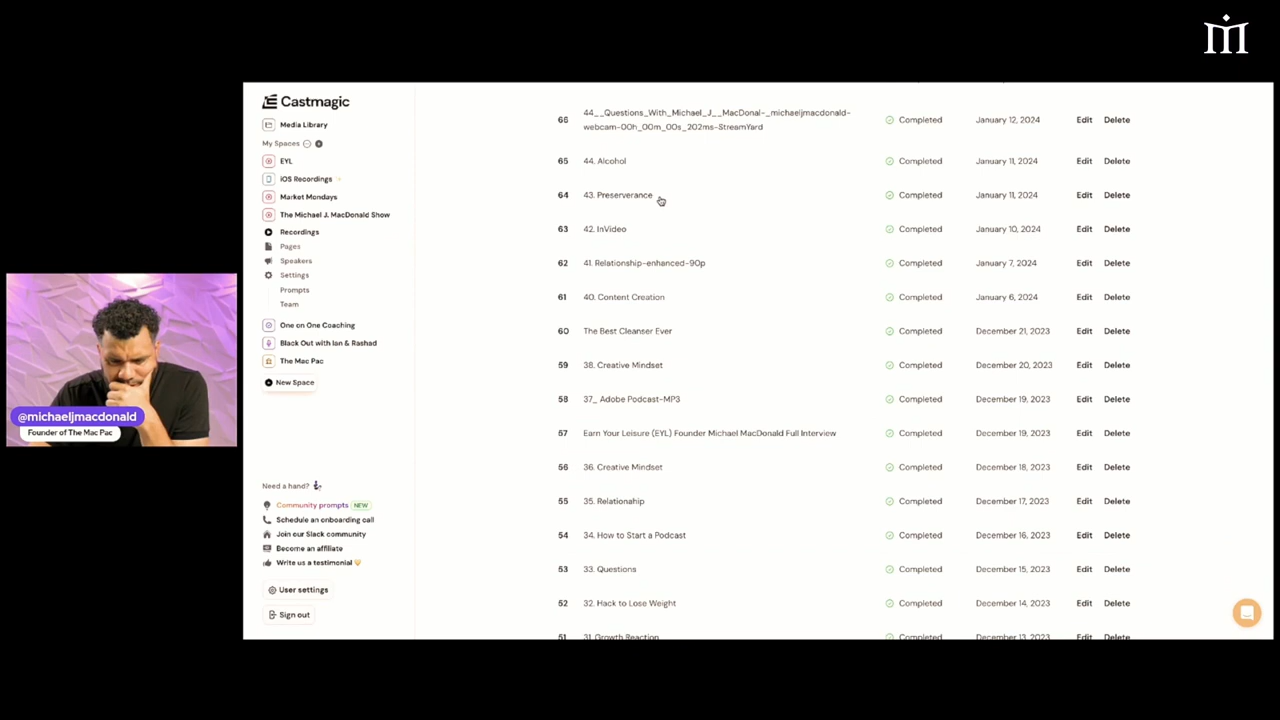 Castmagic
Media Library
My Spaces
EYL
iOS Recordings
Market Mondays
The Michael J. MacDonald Show
Recordings
Pages
Speakers
Settings
Prompts
Team
One on One Coaching
Black Out with Ian & Rashad
The Mac Pac
New Space
Need a hand?
Community prompts NEW
Schedule an onboarding call
Join our Slack community
Become an affiliate
Write us a testimonial
User settings
Sign out
66 44__Questions_With_Michael_J__MacDonal-_michaeljmacdonald-
webcam-00h_00m_00s_202ms-StreamYard Completed January 12, 2024 Edit Delete
65 44. Alcohol Completed January 11, 2024 Edit Delete
64 43. Preserverance Completed January 11, 2024 Edit Delete
63 42. InVideo Completed January 10, 2024 Edit Delete
62 41. Relationship-enhanced-90p Completed January 7, 2024 Edit Delete
61 40. Content Creation Completed January 6, 2024 Edit Delete
60 The Best Cleanser Ever Completed December 21, 2023 Edit Delete
59 38. Creative Mindset Completed December 20, 2023 Edit Delete
58 37_ Adobe Podcast-MP3 Completed December 19, 2023 Edit Delete
57 Earn Your Leisure (EYL) Founder Michael MacDonald Full Interview Completed December 19, 2023 Edit Delete
56 36. Creative Mindset Completed December 18, 2023 Edit Delete
55 35. Relationship Completed December 17, 2023 Edit Delete
54 34. How to Start a Podcast Completed December 16, 2023 Edit Delete
53 33. Questions Completed December 15, 2023 Edit Delete
52 32. Hack to Lose Weight Completed December 14, 2023 Edit Delete
51 31. Growth Reaction Completed December 13, 2023 Edit Delete
@michaeljmacdonald
Founder of The Mac Pac